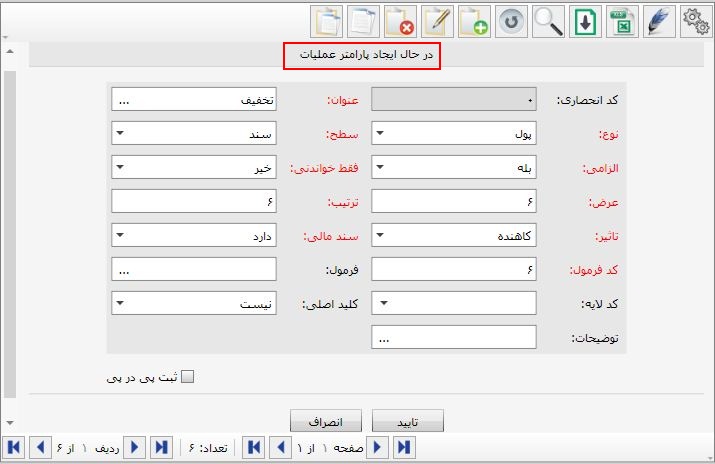 در حال ایجاد پارامتر عملیات
کد انحصاری: ۰ عنوان: تخفیف ...
نوع: پول سطح: سند
الزامی: بله فقط خواندنی: خیر
عرض: ۶ ترتیب: ۶
تاثیر: کاهنده سند مالی: دارد
کد فرمول: ۶ فرمول: ...
کد لایه: کلید اصلی: نیست
توضیحات: ...
ثبت پی در پی
تایید انصراف
صفحه ۱ از ۱ تعداد: ۶ ردیف ۱ از ۶